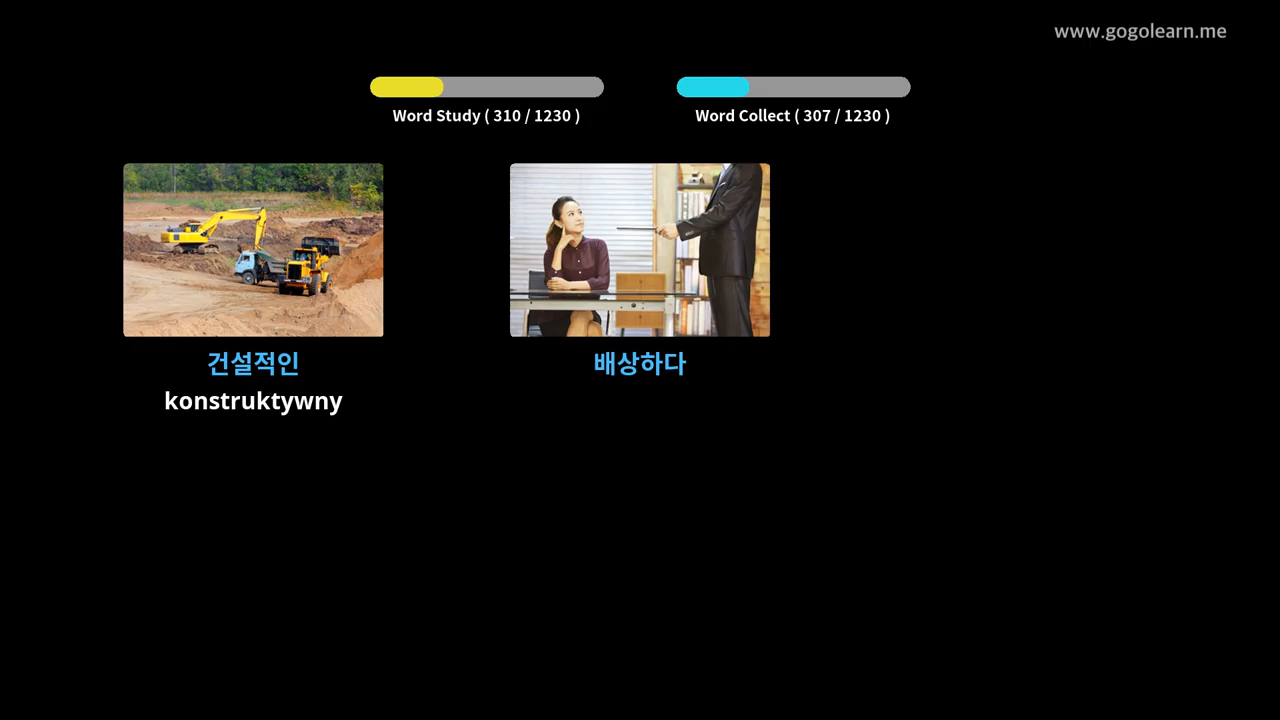 www.gogolearn.me
Word Study ( 310 / 1230 )
Word Collect ( 307 / 1230 )
건설적인
konstruktywny
배상하다